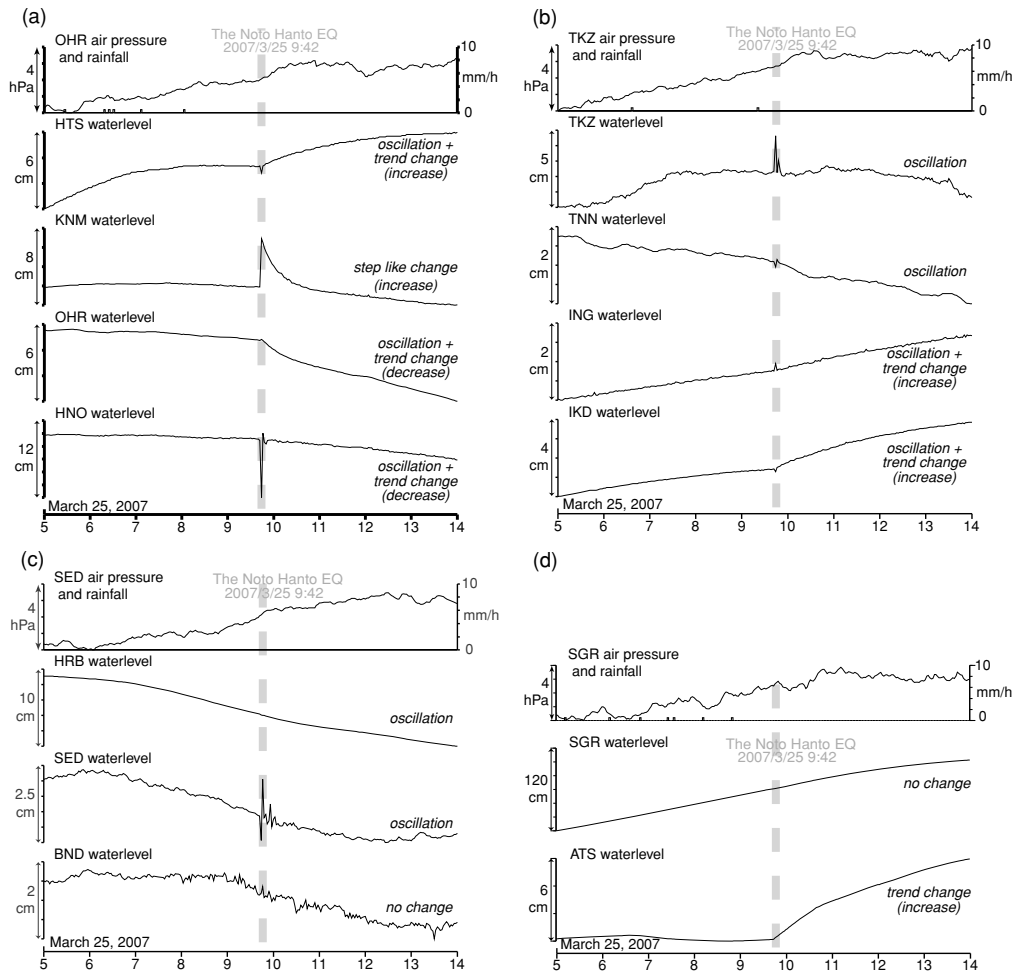 (a)
The Noto Hanto EQ
2007/3/25 9:42
OHR air pressure
and rainfall
4
hPa
10
mm/h
0
HTS waterlevel
6
cm
oscillation +
trend change
(increase)
KNM waterlevel
8
cm
step like change
(increase)
OHR waterlevel
6
cm
oscillation +
trend change
(decrease)
HNO waterlevel
12
cm
oscillation +
trend change
(decrease)
March 25, 2007
5 6 7 8 9 10 11 12 13 14
(b)
The Noto Hanto EQ
2007/3/25 9:42
TKZ air pressure
and rainfall
4
hPa
10
mm/h
0
TKZ waterlevel
5
cm
oscillation
TNN waterlevel
2
cm
oscillation
ING waterlevel
2
cm
oscillation +
trend change
(increase)
IKD waterlevel
4
cm
oscillation +
trend change
(increase)
March 25, 2007
5 6 7 8 9 10 11 12 13 14
(c)
SED air pressure
and rainfall
The Noto Hanto EQ
2007/3/25 9:42
4
hPa
10
mm/h
0
HRB waterlevel
10
cm
oscillation
SED waterlevel
2.5
cm
oscillation
BND waterlevel
2
cm
no change
March 25, 2007
5 6 7 8 9 10 11 12 13 14
(d)
SGR air pressure
and rainfall
4
hPa
10
mm/h
0
SGR waterlevel
The Noto Hanto EQ
2007/3/25 9:42
120
cm
no change
ATS waterlevel
6
cm
trend change
(increase)
March 25, 2007
5 6 7 8 9 10 11 12 13 14